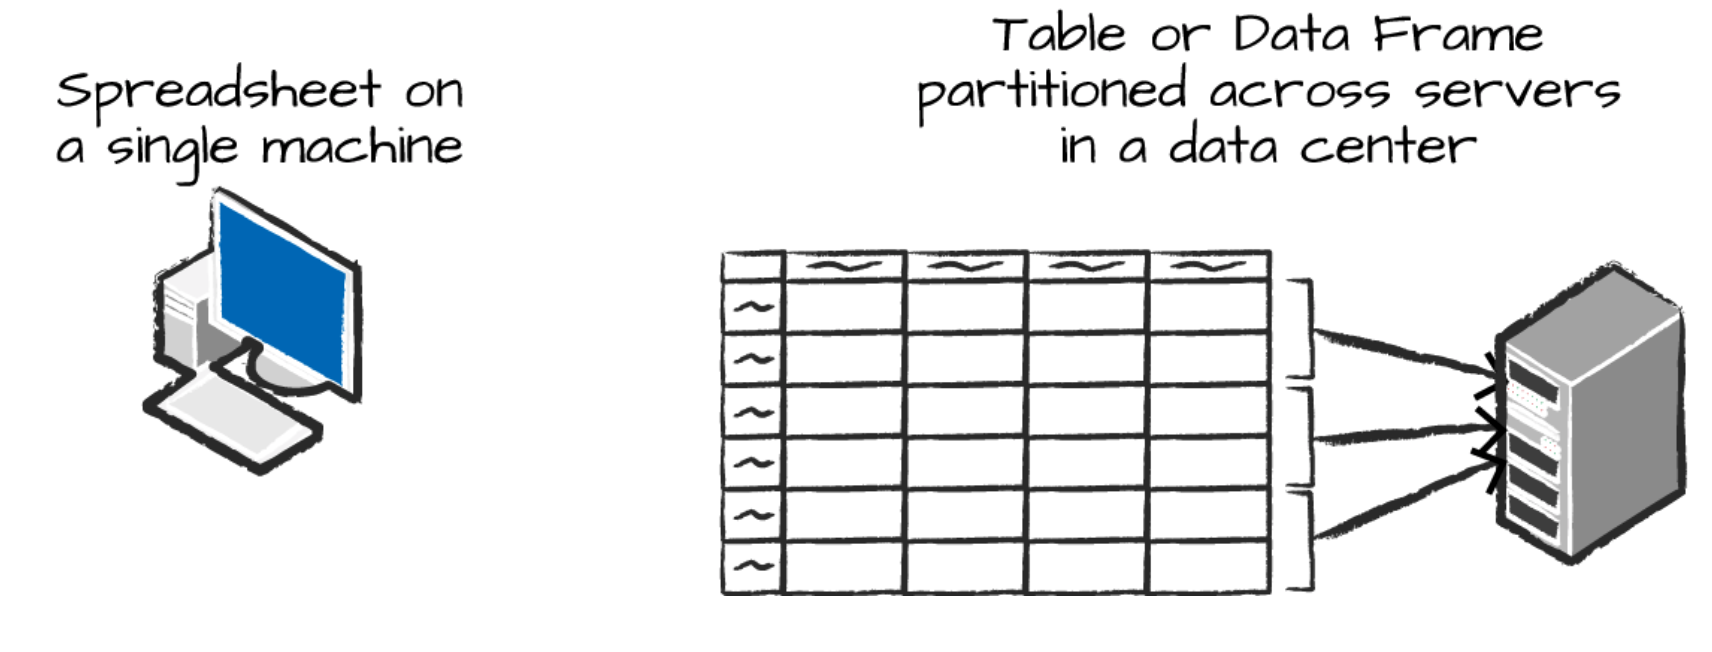 Spreadsheet on
a single machine
Table or Data Frame
partitioned across servers
in a data center